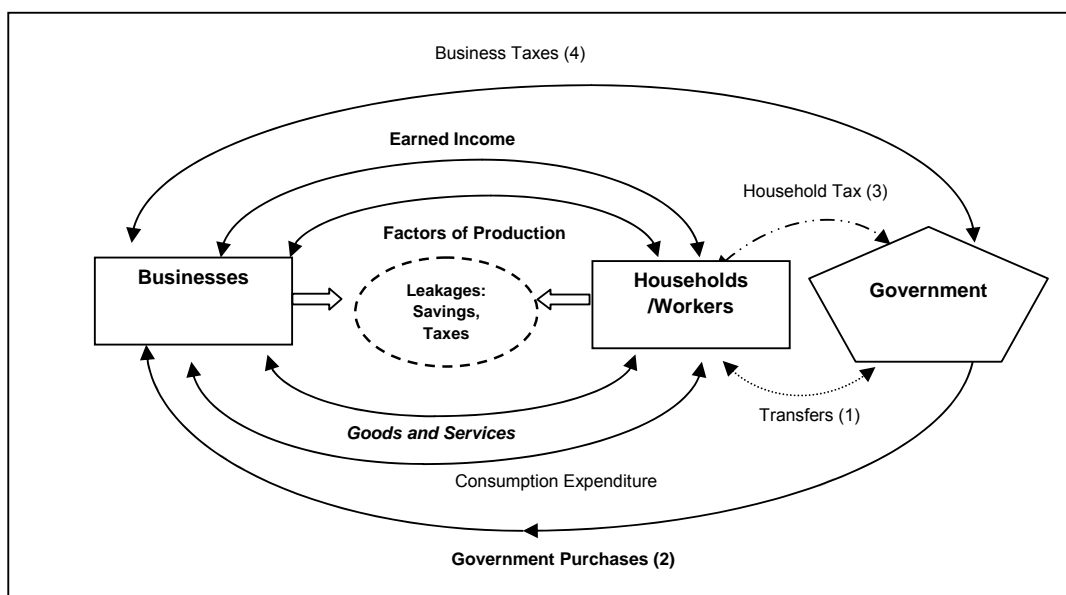 Business Taxes (4)
Earned Income
Household Tax (3)
Factors of Production
Businesses
Leakages:
Savings,
Taxes
Households
/Workers
Government
Transfers (1)
Goods and Services
Consumption Expenditure
Government Purchases (2)